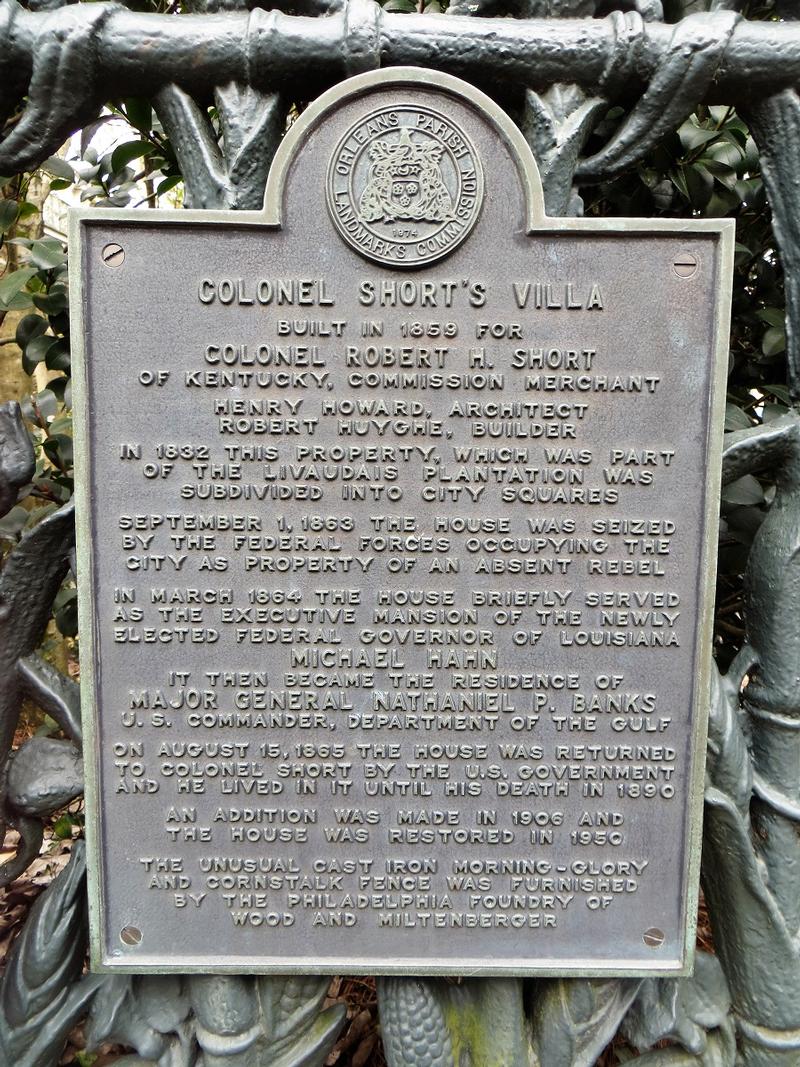 ORLEANS PARISH
LANDMARKS COMMISSION
1974
COLONEL SHORT'S VILLA
BUILT IN 1859 FOR
COLONEL ROBERT H. SHORT
OF KENTUCKY, COMMISSION MERCHANT
HENRY HOWARD, ARCHITECT
ROBERT HUYGHE, BUILDER
IN 1832 THIS PROPERTY, WHICH WAS PART
OF THE LIVAUDAIS PLANTATION WAS
SUBDIVIDED INTO CITY SQUARES
SEPTEMBER 1, 1863 THE HOUSE WAS SEIZED
BY THE FEDERAL FORCES OCCUPYING THE
CITY AS PROPERTY OF AN ABSENT REBEL
IN MARCH 1864 THE HOUSE BRIEFLY SERVED
AS THE EXECUTIVE MANSION OF THE NEWLY
ELECTED FEDERAL GOVERNOR OF LOUISIANA
MICHAEL HAHN
IT THEN BECAME THE RESIDENCE OF
MAJOR GENERAL NATHANIEL P. BANKS
U. S. COMMANDER, DEPARTMENT OF THE GULF
ON AUGUST 15, 1865 THE HOUSE WAS RETURNED
TO COLONEL SHORT BY THE U.S. GOVERNMENT
AND HE LIVED IN IT UNTIL HIS DEATH IN 1890
AN ADDITION WAS MADE IN 1906 AND
THE HOUSE WAS RESTORED IN 1950
THE UNUSUAL CAST IRON MORNING-GLORY
AND CORNSTALK FENCE WAS FURNISHED
BY THE PHILADELPHIA FOUNDRY OF
WOOD AND MILTENBERGER